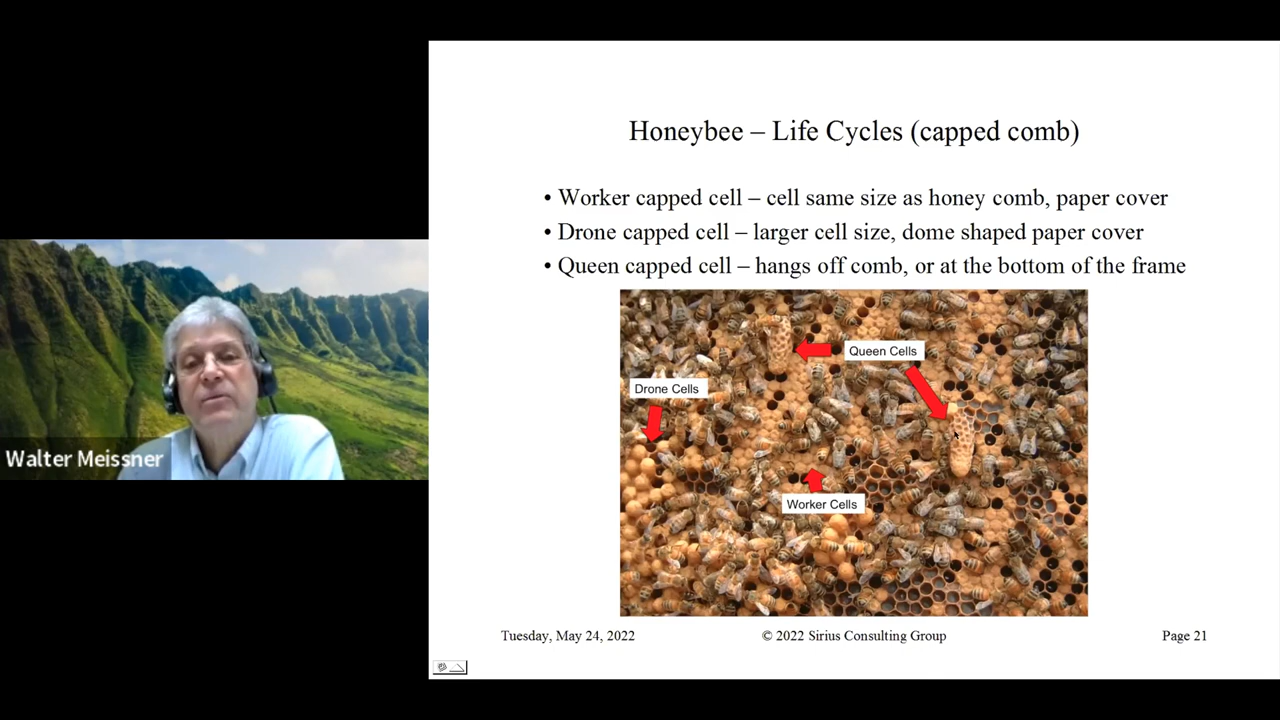 Honeybee – Life Cycles (capped comb)
• Worker capped cell – cell same size as honey comb, paper cover
• Drone capped cell – larger cell size, dome shaped paper cover
• Queen capped cell – hangs off comb, or at the bottom of the frame
Queen Cells
Drone Cells
Worker Cells
Walter Meissner
Tuesday, May 24, 2022 © 2022 Sirius Consulting Group Page 21